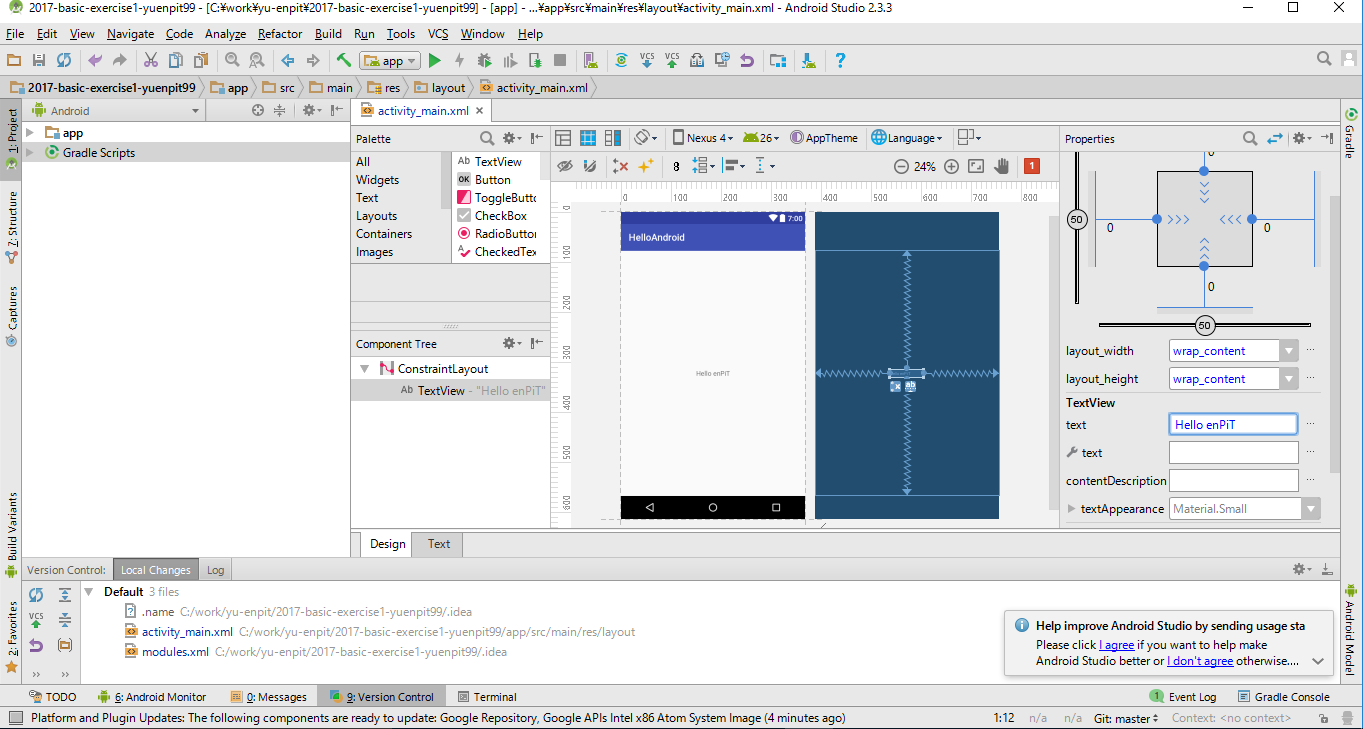 2017-basic-exercise1-yuenpit99 - [C:¥work¥yu-enpit¥2017-basic-exercise1-yuenpit99] - [app] - ...¥app¥src¥main¥res¥layout¥activity_main.xml - Android Studio 2.3.3
File Edit View Navigate Code Analyze Refactor Build Run Tools VCS Window Help
app VCS VCS ?
2017-basic-exercise1-yuenpit99 app src main res layout activity_main.xml
1: Project
Z: Structure
Captures
Build Variants
2: Favorites
Android
app
Gradle Scripts
activity_main.xml
Palette
All
Widgets
Text
Layouts
Containers
Images
Ab TextView
OK Button
ToggleButto
CheckBox
RadioButton
CheckedTex
Component Tree
ConstraintLayout
Ab TextView - "Hello enPiT"
Nexus 4 26 AppTheme Language
8 24% 1
0 100 200 300 400 500 600 700 800
0
100
200
300
400
500
600
7:00
HelloAndroid
Hello enPiT
ab
Design Text
Properties
0
50
0 0
0
50
layout_width wrap_content
layout_height wrap_content
TextView
text Hello enPiT
text
contentDescription
textAppearance Material.Small
Gradle
Android Model
Version Control: Local Changes Log
VCS
Default 3 files
.name C:/work/yu-enpit/2017-basic-exercise1-yuenpit99/.idea
activity_main.xml C:/work/yu-enpit/2017-basic-exercise1-yuenpit99/app/src/main/res/layout
modules.xml C:/work/yu-enpit/2017-basic-exercise1-yuenpit99/.idea
Help improve Android Studio by sending usage sta
Please click I agree if you want to help make
Android Studio better or I don't agree otherwise....
TODO 6: Android Monitor 0: Messages 9: Version Control Terminal 1 Event Log Gradle Console
Platform and Plugin Updates: The following components are ready to update: Google Repository, Google APIs Intel x86 Atom System Image (4 minutes ago) 1:12 n/a n/a Git: master Context: <no context>